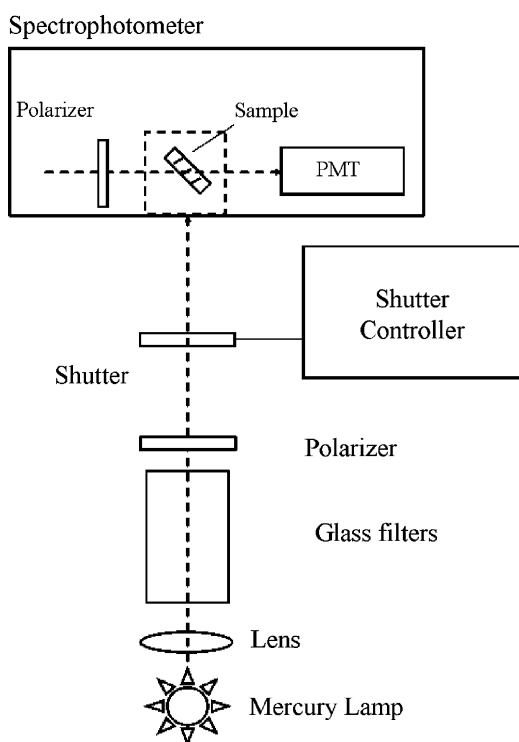 Spectrophotometer
Polarizer
Sample
PMT
Shutter
Controller
Shutter
Polarizer
Glass filters
Lens
Mercury Lamp